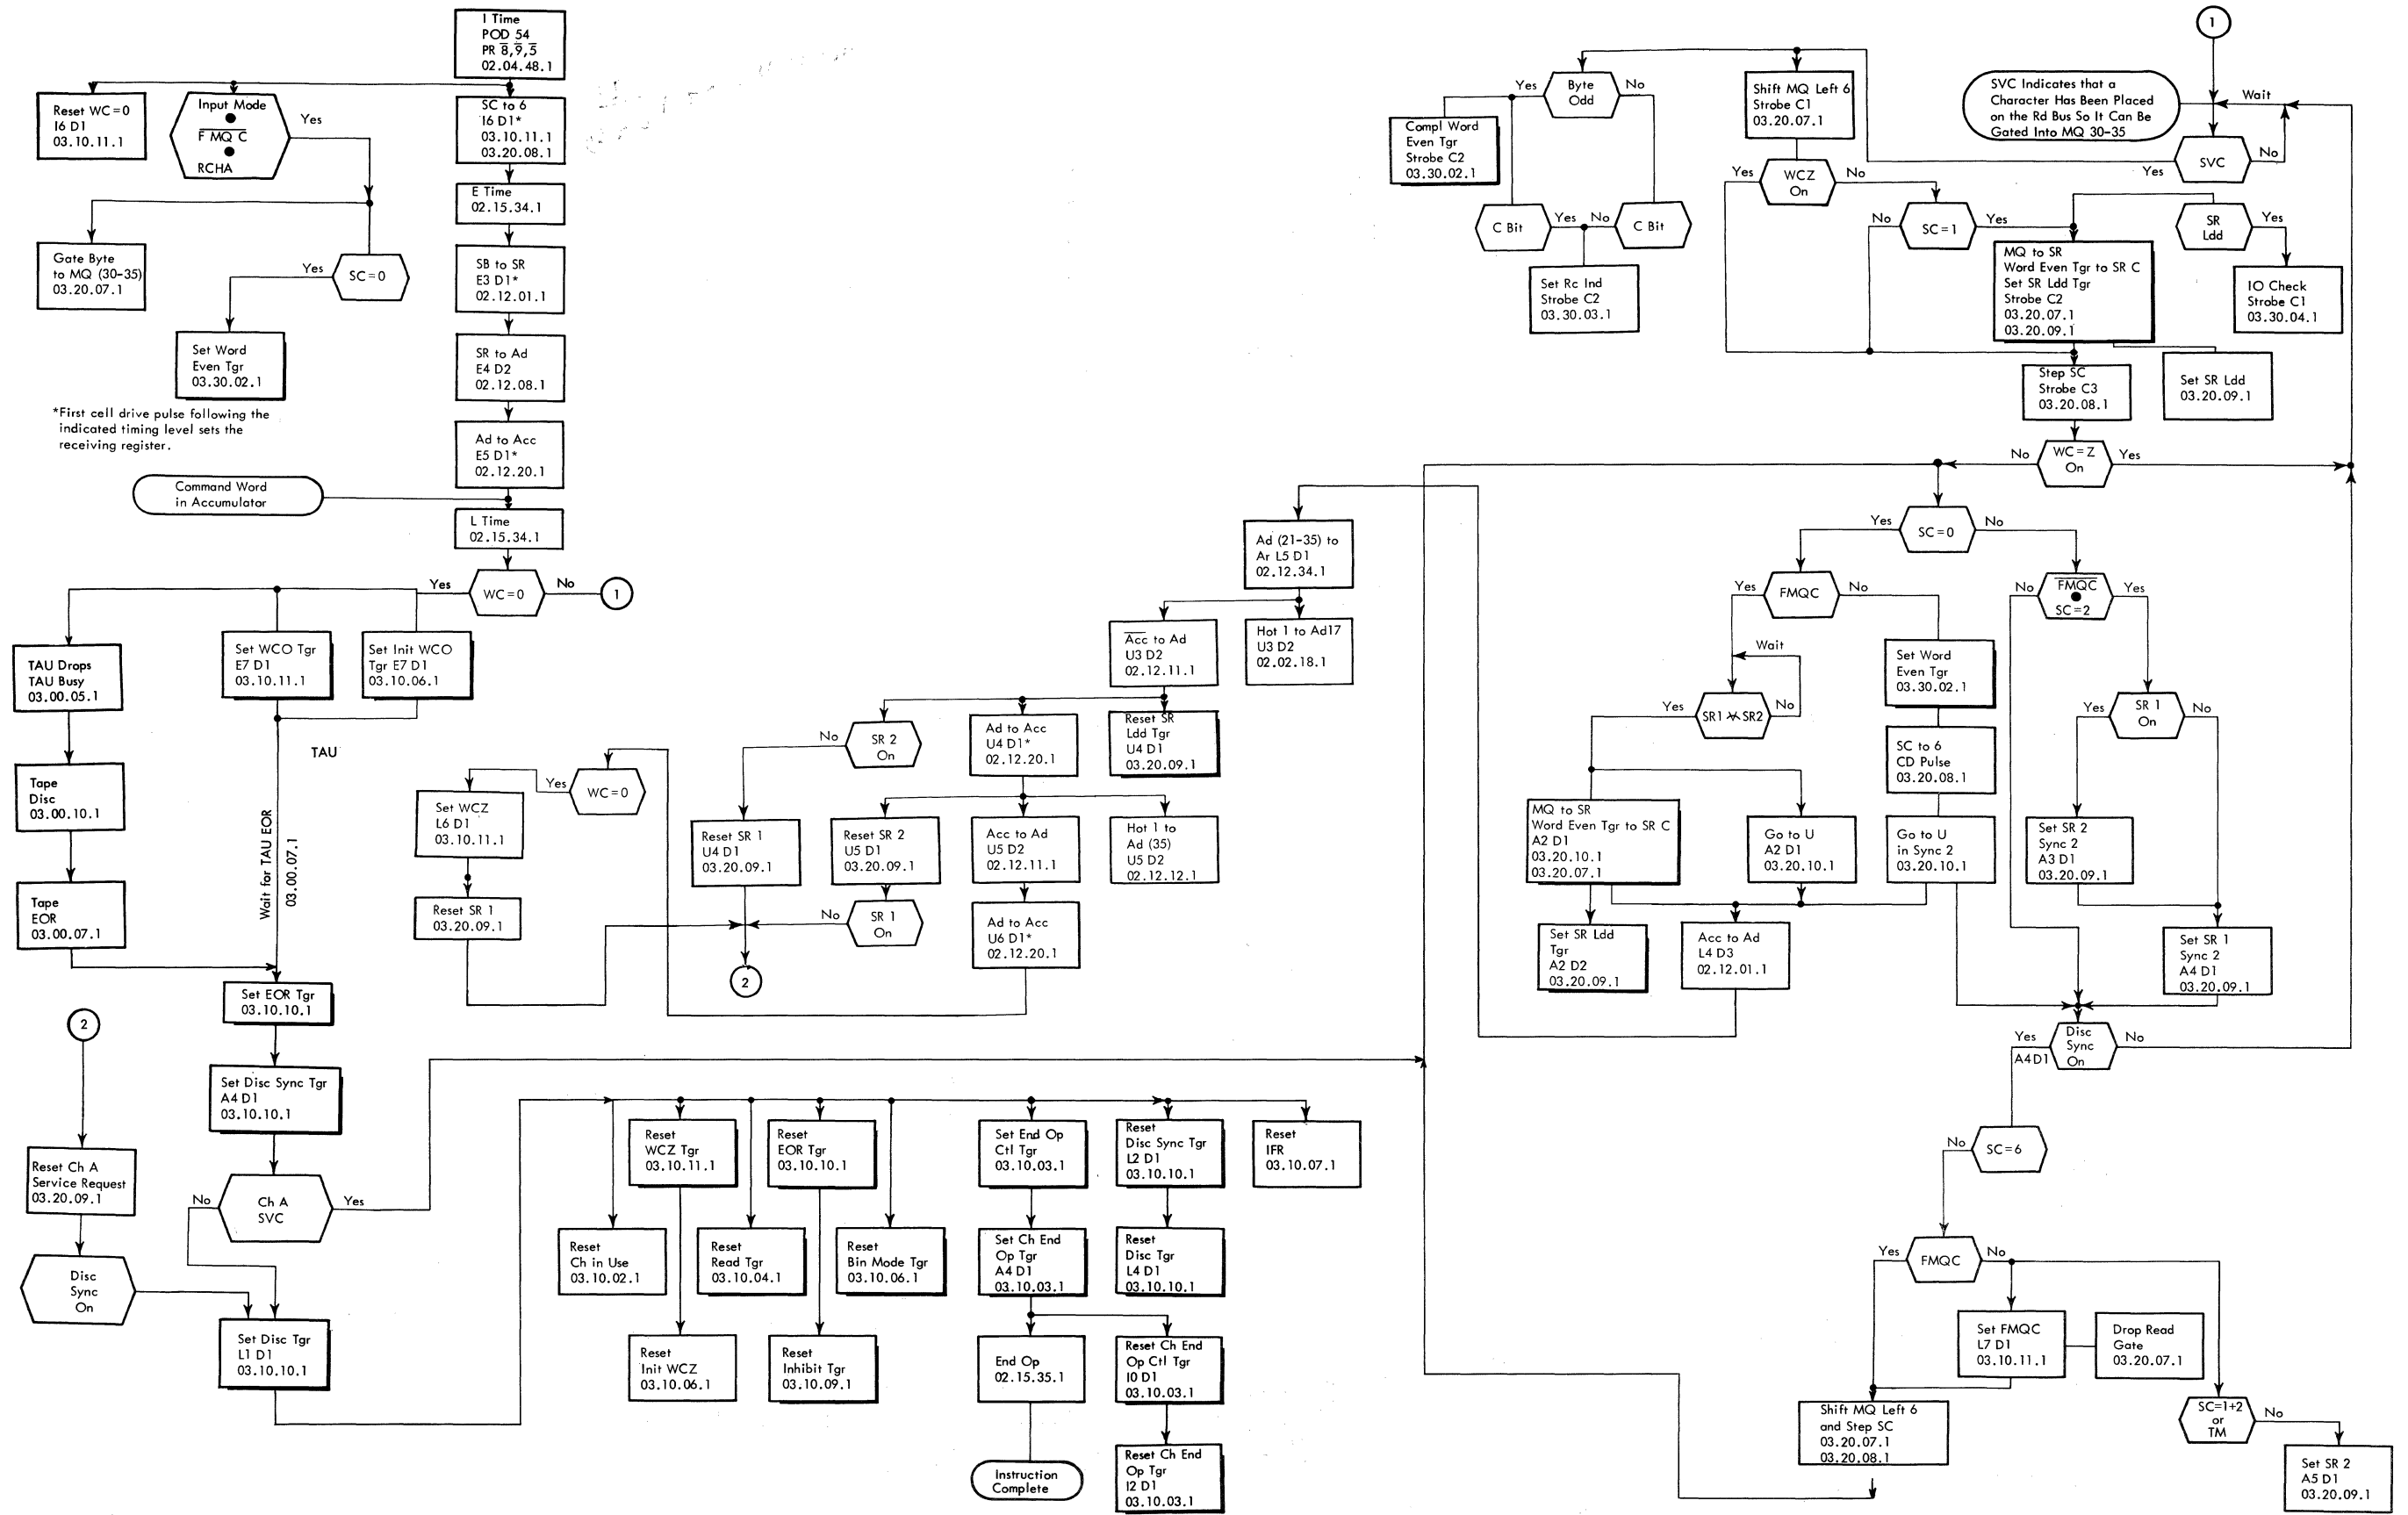 I Time
POD 54
PR 8,9,5
02.04.48.1
Reset WC=0
I6 D1
03.10.11.1
Input Mode
F MQ C
RCHA
Yes
SC to 6
I6 D1*
03.10.11.1
03.20.08.1
E Time
02.15.34.1
Gate Byte
to MQ (30-35)
03.20.07.1
Yes
SC=0
SB to SR
E3 D1*
02.12.01.1
Set Word
Even Tgr
03.30.02.1
SR to Ad
E4 D2
02.12.08.1
*First cell drive pulse following the
indicated timing level sets the
receiving register.
Ad to Acc
E5 D1*
02.12.20.1
Command Word
in Accumulator
L Time
02.15.34.1
Yes
WC=0
No
1
TAU Drops
TAU Busy
03.00.05.1
Set WCO Tgr
E7 D1
03.10.11.1
Set Init WCO
Tgr E7 D1
03.10.06.1
TAU
Tape
Disc
03.00.10.1
Wait for TAU EOR
03.00.07.1
Tape
EOR
03.00.07.1
Set EOR Tgr
03.10.10.1
2
Set Disc Sync Tgr
A4 D1
03.10.10.1
Reset Ch A
Service Request
03.20.09.1
No
Ch A
SVC
Yes
Disc
Sync
On
Set Disc Tgr
L1 D1
03.10.10.1
1
SVC Indicates that a
Character Has Been Placed
on the Rd Bus So It Can Be
Gated Into MQ 30-35
Wait
SVC
No
Yes
Yes
Byte
Odd
No
Shift MQ Left 6
Strobe C1
03.20.07.1
Compl Word
Even Tgr
Strobe C2
03.30.02.1
Yes
WCZ
On
No
C Bit
Yes
No
C Bit
No
SC=1
Yes
SR
Ldd
Yes
Set Rc Ind
Strobe C2
03.30.03.1
MQ to SR
Word Even Tgr to SR C
Set SR Ldd Tgr
Strobe C2
03.20.07.1
03.20.09.1
IO Check
Strobe C1
03.30.04.1
Step SC
Strobe C3
03.20.08.1
Set SR Ldd
03.20.09.1
No
WC=Z
On
Yes
Yes
SC=0
No
Ad (21-35) to
Ar L5 D1
02.12.34.1
Yes
FMQC
No
No
FMQC
SC=2
Yes
Acc to Ad
U3 D2
02.12.11.1
Hot 1 to Ad17
U3 D2
02.02.18.1
Wait
Set Word
Even Tgr
03.30.02.1
Yes
SR1 ⊻ SR2
No
Yes
SR 1
On
No
No
SR 2
On
Ad to Acc
U4 D1*
02.12.20.1
Reset SR
Ldd Tgr
U4 D1
03.20.09.1
SC to 6
CD Pulse
03.20.08.1
Yes
WC=0
Set WCZ
L6 D1
03.10.11.1
Reset SR 1
U4 D1
03.20.09.1
Reset SR 2
U5 D1
03.20.09.1
Acc to Ad
U5 D2
02.12.11.1
Hot 1 to
Ad (35)
U5 D2
02.12.12.1
MQ to SR
Word Even Tgr to SR C
A2 D1
03.20.10.1
03.20.07.1
Go to U
A2 D1
03.20.10.1
Go to U
in Sync 2
03.20.10.1
Set SR 2
Sync 2
A3 D1
03.20.09.1
Reset SR 1
03.20.09.1
No
SR 1
On
Ad to Acc
U6 D1*
02.12.20.1
2
Set SR Ldd
Tgr
A2 D2
03.20.09.1
Acc to Ad
L4 D3
02.12.01.1
Set SR 1
Sync 2
A4 D1
03.20.09.1
Yes
A4D1
Disc
Sync
On
No
No
SC=6
Yes
FMQC
No
Set FMQC
L7 D1
03.10.11.1
Drop Read
Gate
03.20.07.1
Shift MQ Left 6
and Step SC
03.20.07.1
03.20.08.1
SC=1+2
or
TM
No
Set SR 2
A5 D1
03.20.09.1
Reset
WCZ Tgr
03.10.11.1
Reset
EOR Tgr
03.10.10.1
Set End Op
Ctl Tgr
03.10.03.1
Reset
Disc Sync Tgr
L2 D1
03.10.10.1
Reset
IFR
03.10.07.1
Reset
Ch in Use
03.10.02.1
Reset
Read Tgr
03.10.04.1
Reset
Bin Mode Tgr
03.10.06.1
Set Ch End
Op Tgr
A4 D1
03.10.03.1
Reset
Disc Tgr
L4 D1
03.10.10.1
Reset
Init WCZ
03.10.06.1
Reset
Inhibit Tgr
03.10.09.1
End Op
02.15.35.1
Reset Ch End
Op Ctl Tgr
I0 D1
03.10.03.1
Instruction
Complete
Reset Ch End
Op Tgr
I2 D1
03.10.03.1